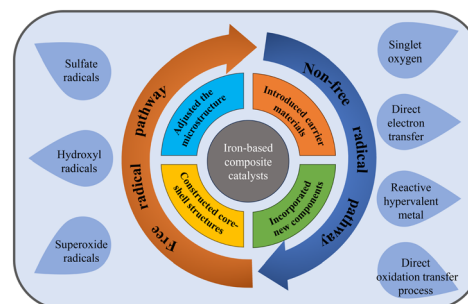 Sulfate
radicals
Hydroxyl
radicals
Superoxide
radicals
Free radical pathway
Non-free radical pathway
Adjusted the
microstructure
Introduced carrier
materials
Constructed core-
shell structures
Incorporated
new components
Iron-based
composite
catalysts
Singlet
oxygen
Direct
electron
transfer
Reactive
hypervalent
metal
Direct
oxidation transfer
process